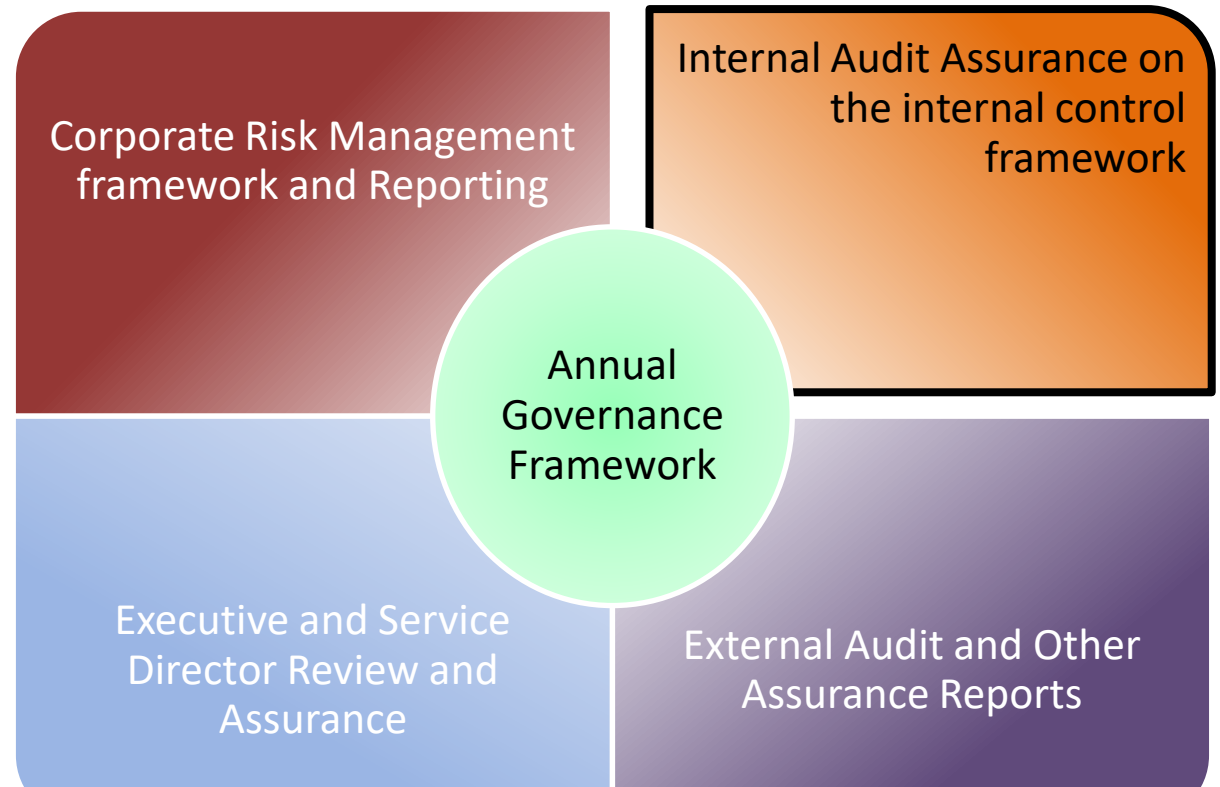 Corporate Risk Management
framework and Reporting
Internal Audit Assurance on
the internal control
framework
Annual
Governance
Framework
Executive and Service
Director Review and
Assurance
External Audit and Other
Assurance Reports